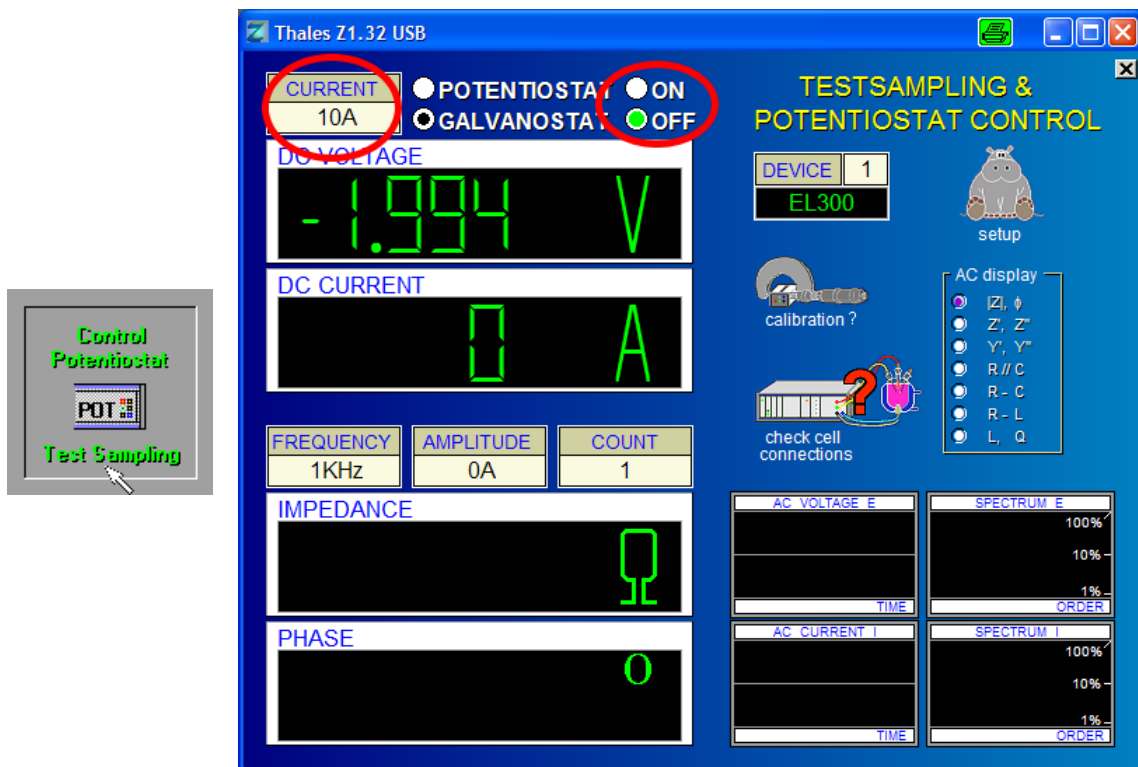 Control
Potentiostat
POT
Test Sampling
Thales Z1.32 USB
CURRENT
10A
POTENTIOSTAT ON
GALVANOSTAT OFF
DC VOLTAGE
-1.994 V
DC CURRENT
0 A
FREQUENCY
1KHz
AMPLITUDE
0A
COUNT
1
IMPEDANCE
Ω
PHASE
o
TESTSAMPLING &
POTENTIOSTAT CONTROL
DEVICE 1
EL300
setup
calibration ?
check cell
connections
AC display
|Z|, ϕ
Z', Z"
Y', Y"
R // C
R - C
R - L
L, Q
AC VOLTAGE E
TIME
SPECTRUM E
100%
10%
1%
ORDER
AC CURRENT I
TIME
SPECTRUM I
100%
10%
1%
ORDER